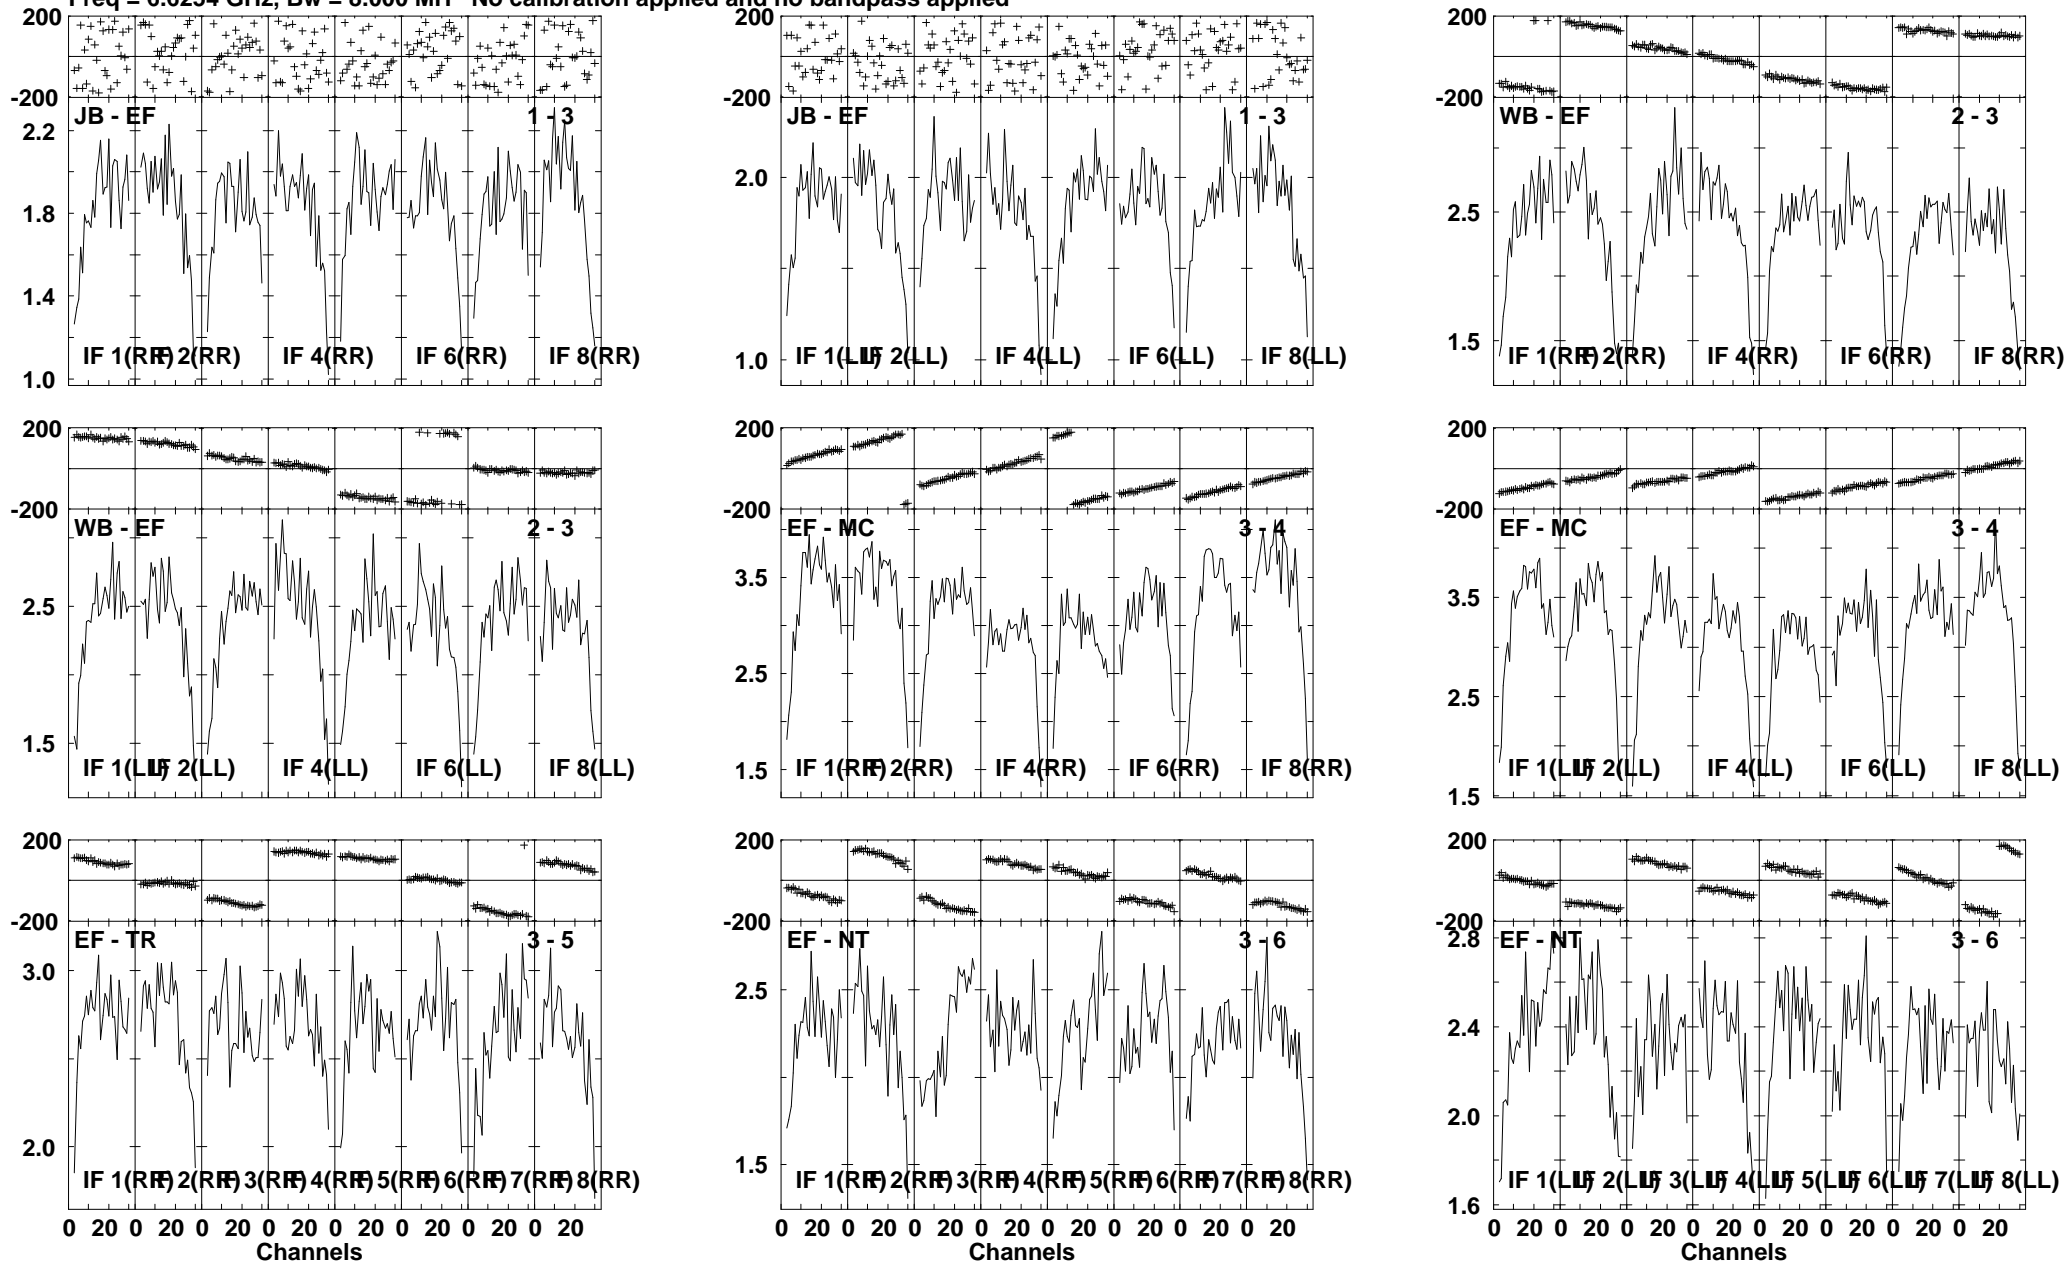 Freq = 6.6254 GHz, Bw = 8.000 MH No calibration applied and no bandpass applied
200 200 200
-200 -200 -200
JB - EF 1 - 3 JB - EF 1 - 3 WB - EF 2 - 3
2.2
1.8
1.4
1.0
2.0
1.0
2.5
1.5
IF 1(RR) IF 2(RR) IF 4(RR) IF 6(RR) IF 8(RR)
IF 1(LL) IF 2(LL) IF 4(LL) IF 6(LL) IF 8(LL)
IF 1(RR) IF 2(RR) IF 4(RR) IF 6(RR) IF 8(RR)
200 200 200
-200 -200 -200
WB - EF 2 - 3 EF - MC 3 - 4 EF - MC 3 - 4
2.5
1.5
3.5
2.5
1.5
3.5
2.5
1.5
IF 1(LL) IF 2(LL) IF 4(LL) IF 6(LL) IF 8(LL)
IF 1(RR) IF 2(RR) IF 4(RR) IF 6(RR) IF 8(RR)
IF 1(LL) IF 2(LL) IF 4(LL) IF 6(LL) IF 8(LL)
200 200 200
-200 -200 -200
EF - TR 3 - 5 EF - NT 3 - 6 EF - NT 3 - 6
3.0
2.0
2.5
1.5
2.8
2.4
2.0
1.6
IF 1(RR) IF 2(RR) IF 3(RR) IF 4(RR) IF 5(RR) IF 6(RR) IF 7(RR) IF 8(RR)
IF 1(RR) IF 2(RR) IF 3(RR) IF 4(RR) IF 5(RR) IF 6(RR) IF 7(RR) IF 8(RR)
IF 1(LL) IF 2(LL) IF 3(LL) IF 4(LL) IF 5(LL) IF 6(LL) IF 7(LL) IF 8(LL)
0 20 0 20 0 20 0 20 0 20 0 20 0 20 0 20
0 20 0 20 0 20 0 20 0 20 0 20 0 20 0 20
0 20 0 20 0 20 0 20 0 20 0 20 0 20 0 20
Channels Channels Channels